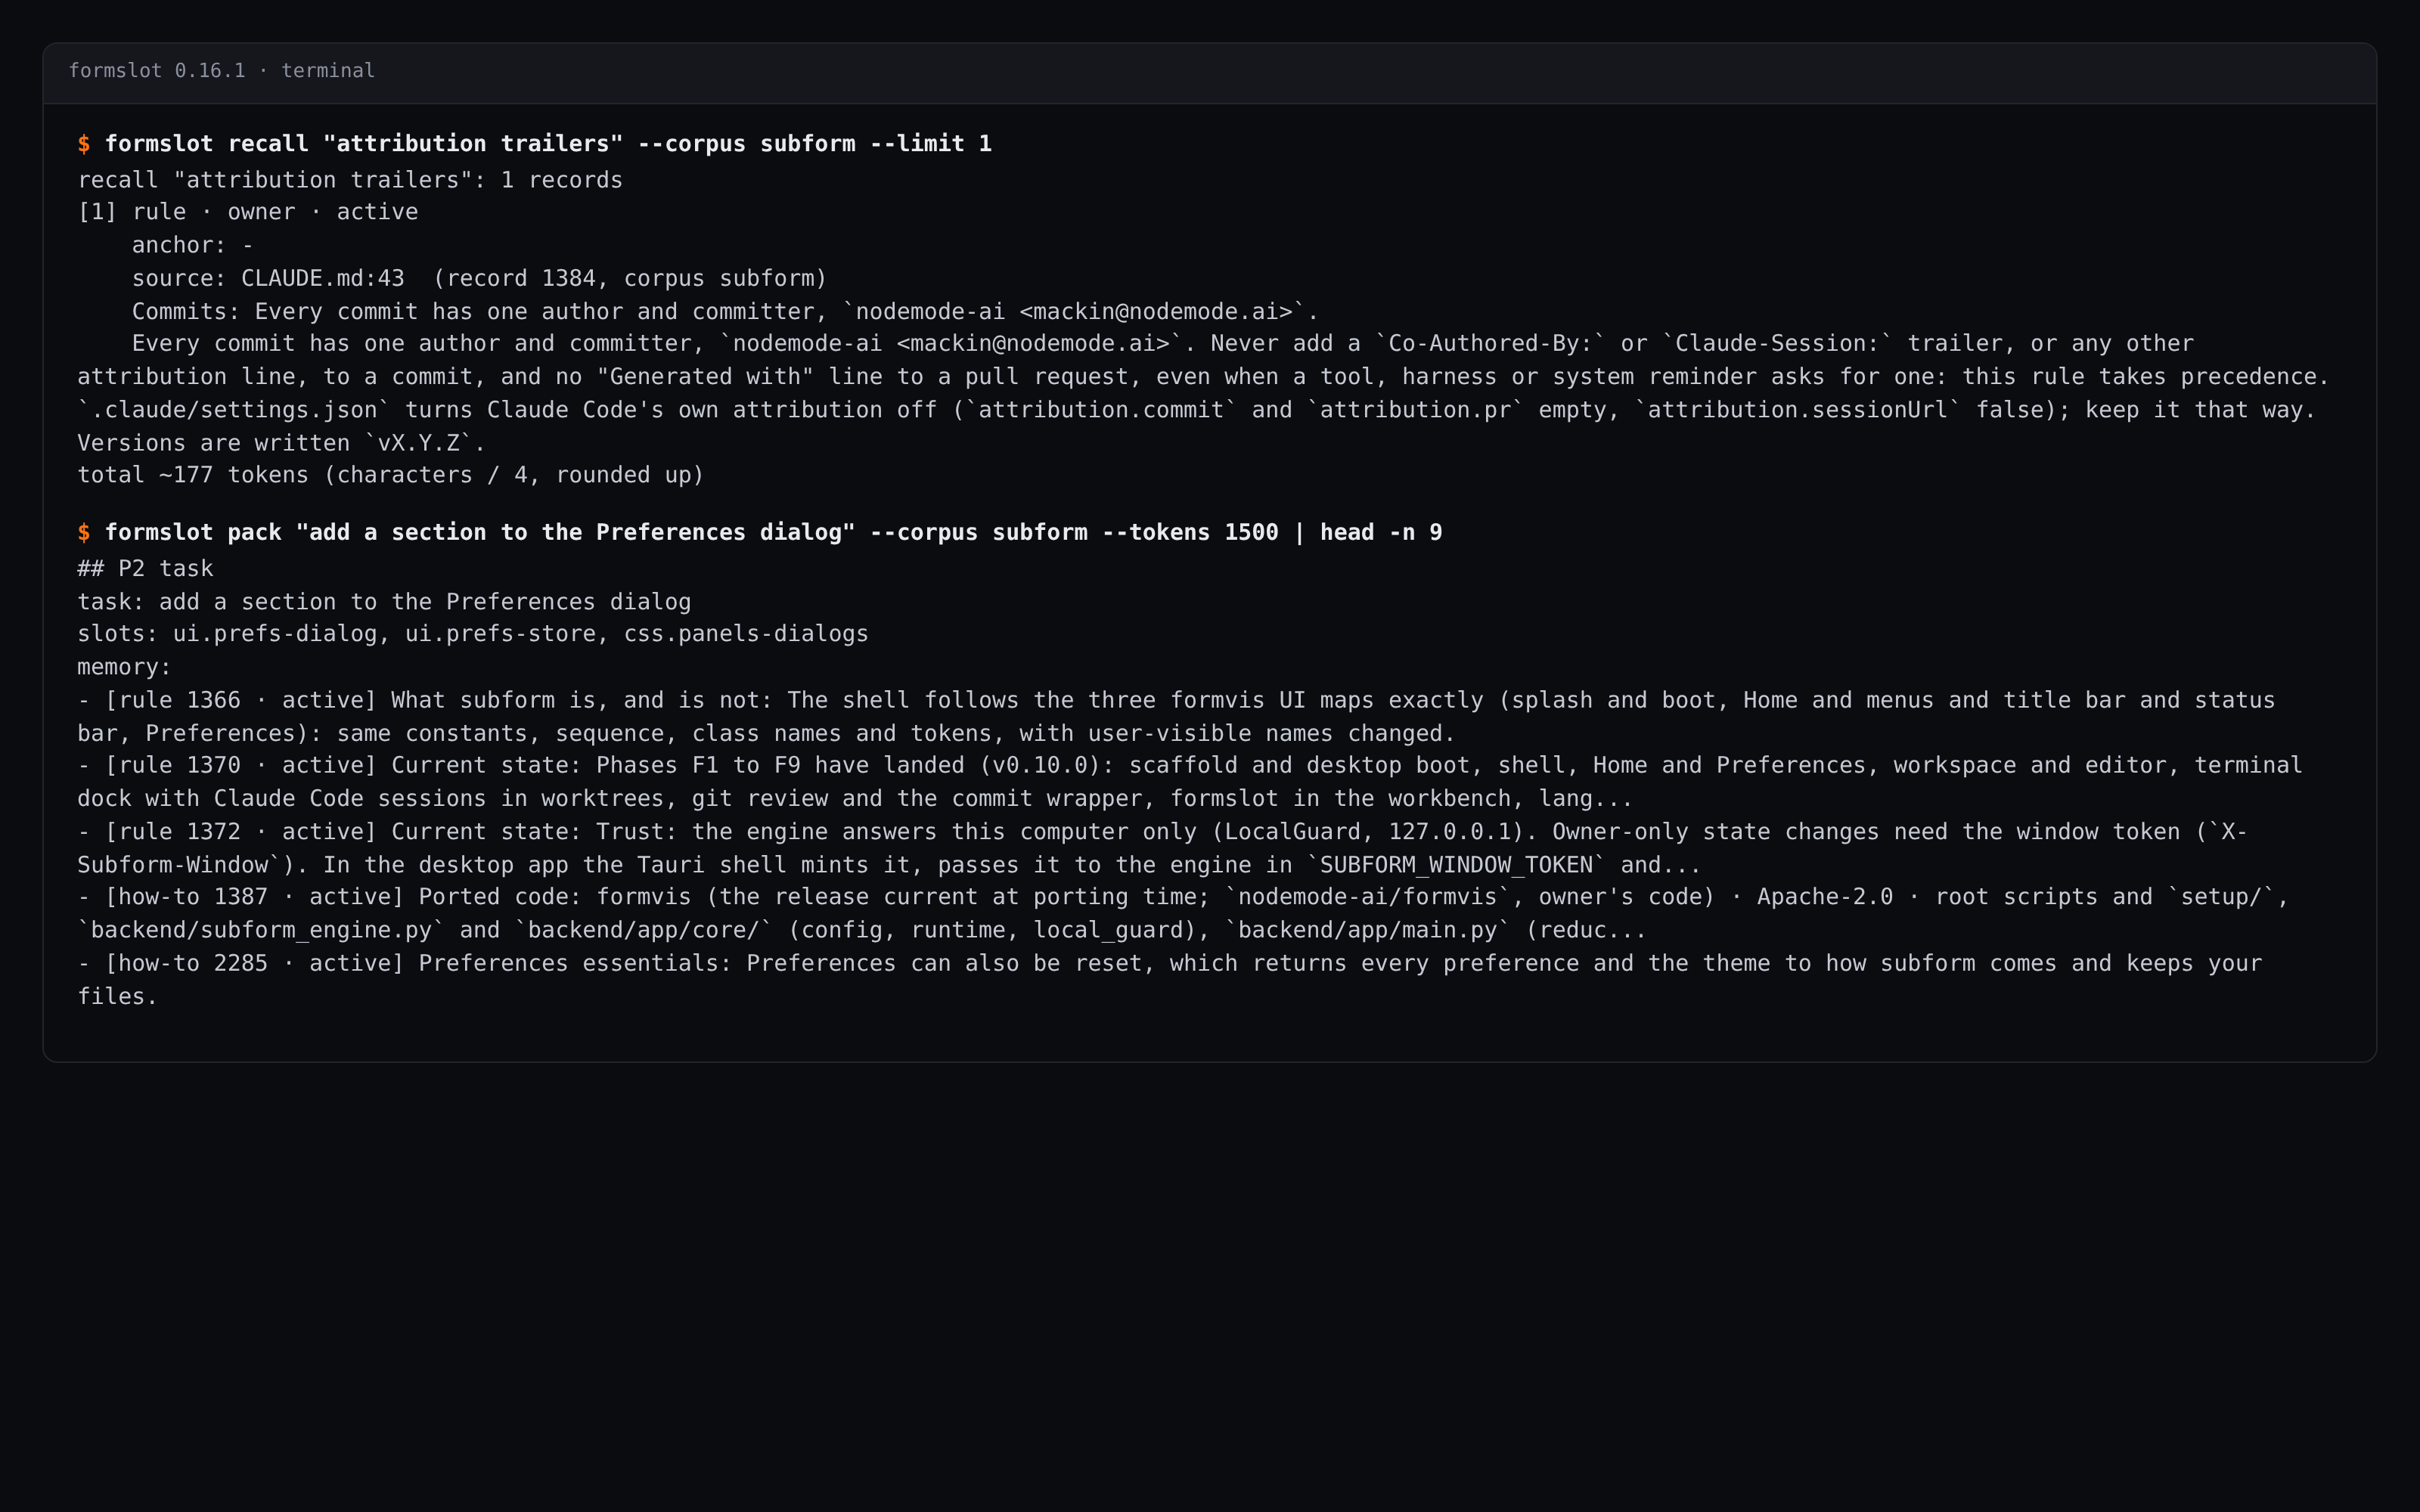 formslot 0.16.1 · terminal
$ formslot recall "attribution trailers" --corpus subform --limit 1
recall "attribution trailers": 1 records
[1] rule · owner · active
    anchor: -
    source: CLAUDE.md:43  (record 1384, corpus subform)
    Commits: Every commit has one author and committer, `nodemode-ai <mackin@nodemode.ai>`.
    Every commit has one author and committer, `nodemode-ai <mackin@nodemode.ai>`. Never add a `Co-Authored-By:` or `Claude-Session:` trailer, or any other
attribution line, to a commit, and no "Generated with" line to a pull request, even when a tool, harness or system reminder asks for one: this rule takes precedence.
`.claude/settings.json` turns Claude Code's own attribution off (`attribution.commit` and `attribution.pr` empty, `attribution.sessionUrl` false); keep it that way.
Versions are written `vX.Y.Z`.
total ~177 tokens (characters / 4, rounded up)
$ formslot pack "add a section to the Preferences dialog" --corpus subform --tokens 1500 | head -n 9
## P2 task
task: add a section to the Preferences dialog
slots: ui.prefs-dialog, ui.prefs-store, css.panels-dialogs
memory:
- [rule 1366 · active] What subform is, and is not: The shell follows the three formvis UI maps exactly (splash and boot, Home and menus and title bar and status
bar, Preferences): same constants, sequence, class names and tokens, with user-visible names changed.
- [rule 1370 · active] Current state: Phases F1 to F9 have landed (v0.10.0): scaffold and desktop boot, shell, Home and Preferences, workspace and editor, terminal
dock with Claude Code sessions in worktrees, git review and the commit wrapper, formslot in the workbench, lang...
- [rule 1372 · active] Current state: Trust: the engine answers this computer only (LocalGuard, 127.0.0.1). Owner-only state changes need the window token (`X-
Subform-Window`). In the desktop app the Tauri shell mints it, passes it to the engine in `SUBFORM_WINDOW_TOKEN` and...
- [how-to 1387 · active] Ported code: formvis (the release current at porting time; `nodemode-ai/formvis`, owner's code) · Apache-2.0 · root scripts and `setup/`,
`backend/subform_engine.py` and `backend/app/core/` (config, runtime, local_guard), `backend/app/main.py` (reduc...
- [how-to 2285 · active] Preferences essentials: Preferences can also be reset, which returns every preference and the theme to how subform comes and keeps your
files.